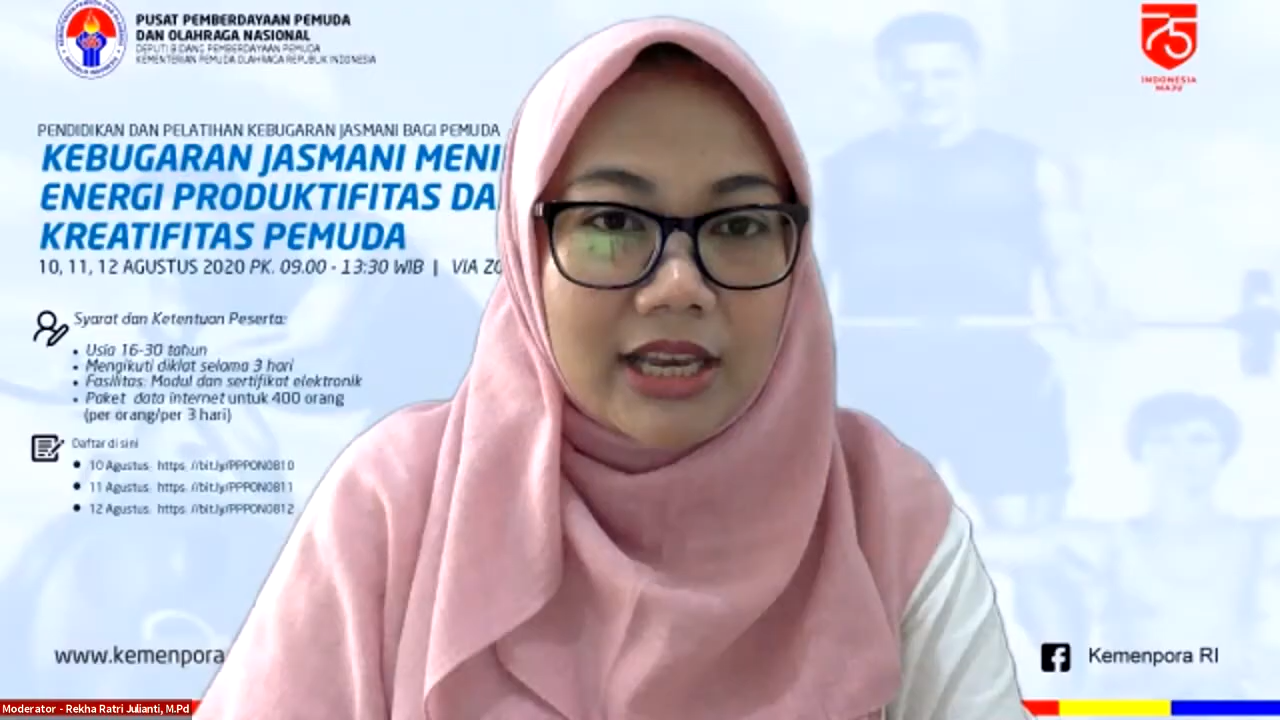 PUSAT PEMBERDAYAAN PEMUDA
DAN OLAHRAGA NASIONAL
DEPUTI BIDANG PEMBERDAYAAN PEMUDA
KEMENTERIAN PEMUDA OLAHRAGA REPUBLIK INDONESIA
75
INDONESIA
MAJU
PENDIDIKAN DAN PELATIHAN KEBUGARAN JASMANI BAGI PEMUDA
KEBUGARAN JASMANI MENI
ENERGI PRODUKTIFITAS DA
KREATIFITAS PEMUDA
10, 11, 12 AGUSTUS 2020 PK. 09.00 - 13:30 WIB | VIA ZO
Syarat dan Ketentuan Peserta:
• Usia 16-30 tahun
• Mengikuti diklat selama 3 hari
• Fasilitas: Modul dan sertifikat elektronik
• Paket data internet untuk 400 orang
(per orang/per 3 hari)
Daftar di sini
• 10 Agustus: https://bit.ly/PPPON0810
• 11 Agustus: https://bit.ly/PPPON0811
• 12 Agustus: https://bit.ly/PPPON0812
www.kemenpora
Kemenpora RI
Moderator - Rekha Ratri Julianti, M.Pd